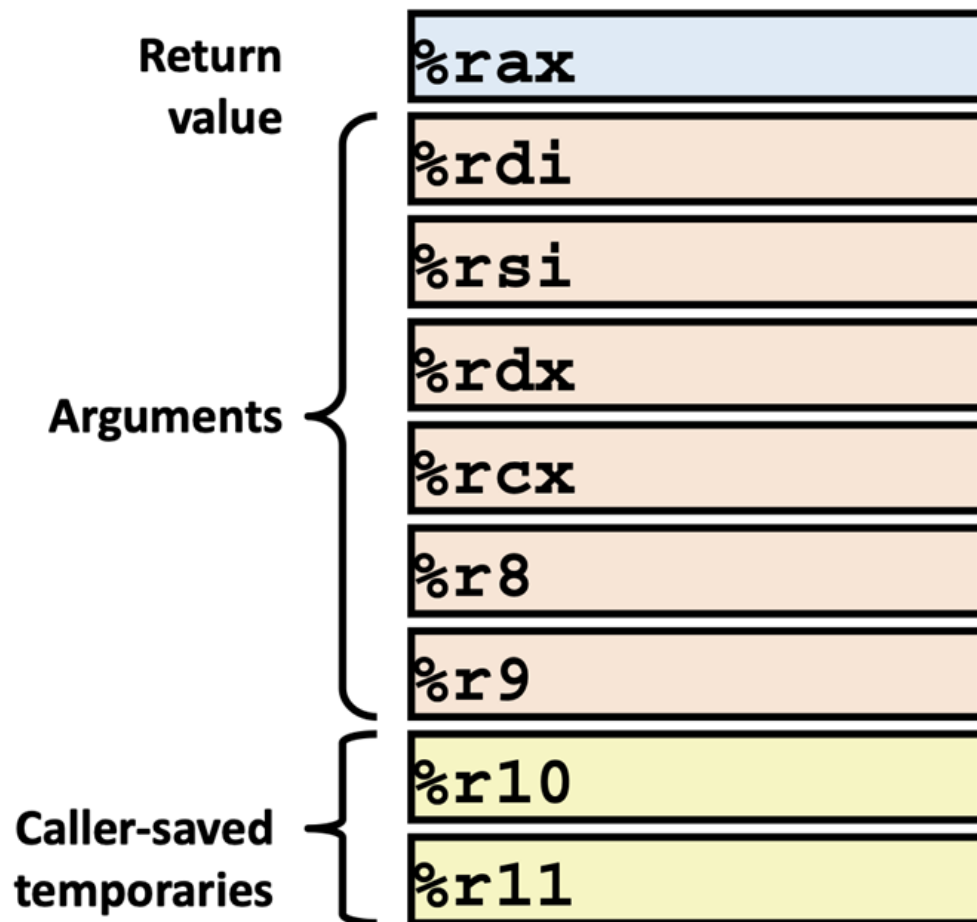 Return
value
%rax
Arguments
%rdi
%rsi
%rdx
%rcx
%r8
%r9
Caller-saved
temporaries
%r10
%r11